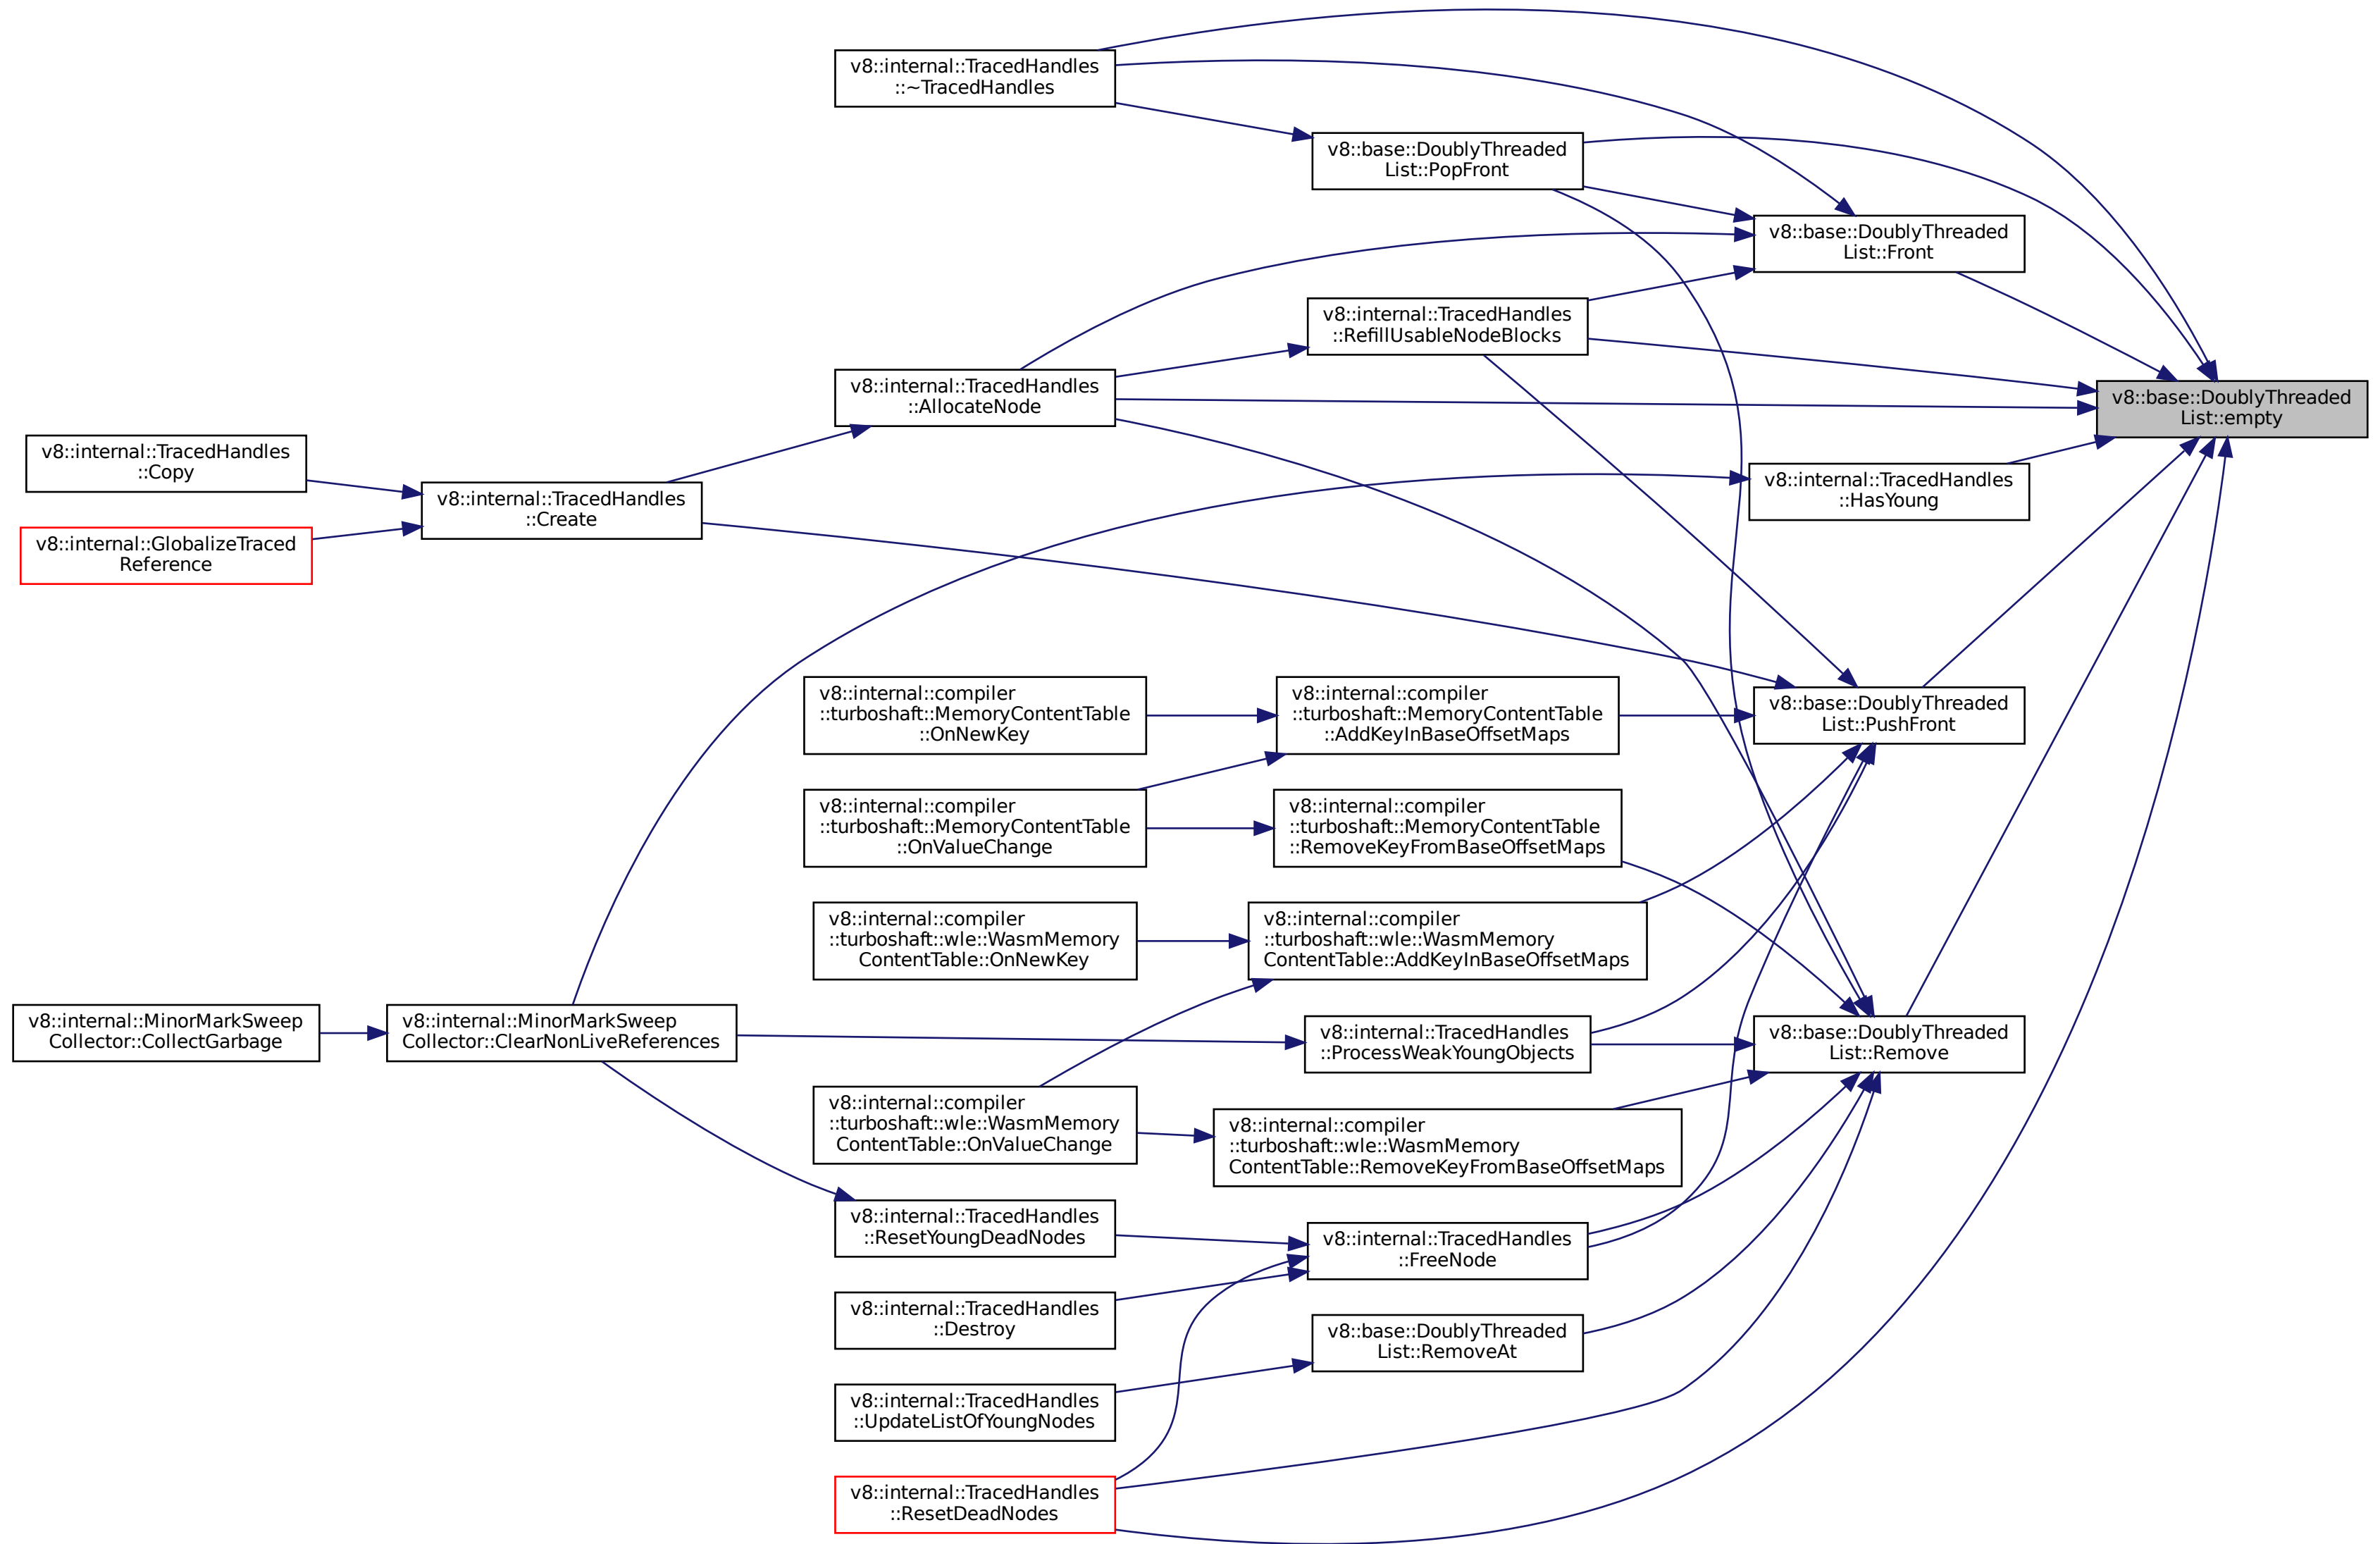 v8::internal::TracedHandles
::~TracedHandles
v8::base::DoublyThreaded
List::PopFront
v8::base::DoublyThreaded
List::Front
v8::internal::TracedHandles
::RefillUsableNodeBlocks
v8::internal::TracedHandles
::AllocateNode
v8::base::DoublyThreaded
List::empty
v8::internal::TracedHandles
::Copy
v8::internal::TracedHandles
::Create
v8::internal::TracedHandles
::HasYoung
v8::internal::GlobalizeTraced
Reference
v8::internal::compiler
::turboshaft::MemoryContentTable
::OnNewKey
v8::internal::compiler
::turboshaft::MemoryContentTable
::AddKeyInBaseOffsetMaps
v8::base::DoublyThreaded
List::PushFront
v8::internal::compiler
::turboshaft::MemoryContentTable
::OnValueChange
v8::internal::compiler
::turboshaft::MemoryContentTable
::RemoveKeyFromBaseOffsetMaps
v8::internal::compiler
::turboshaft::wle::WasmMemory
ContentTable::OnNewKey
v8::internal::compiler
::turboshaft::wle::WasmMemory
ContentTable::AddKeyInBaseOffsetMaps
v8::internal::MinorMarkSweep
Collector::CollectGarbage
v8::internal::MinorMarkSweep
Collector::ClearNonLiveReferences
v8::internal::TracedHandles
::ProcessWeakYoungObjects
v8::base::DoublyThreaded
List::Remove
v8::internal::compiler
::turboshaft::wle::WasmMemory
ContentTable::OnValueChange
v8::internal::compiler
::turboshaft::wle::WasmMemory
ContentTable::RemoveKeyFromBaseOffsetMaps
v8::internal::TracedHandles
::ResetYoungDeadNodes
v8::internal::TracedHandles
::FreeNode
v8::internal::TracedHandles
::Destroy
v8::base::DoublyThreaded
List::RemoveAt
v8::internal::TracedHandles
::UpdateListOfYoungNodes
v8::internal::TracedHandles
::ResetDeadNodes